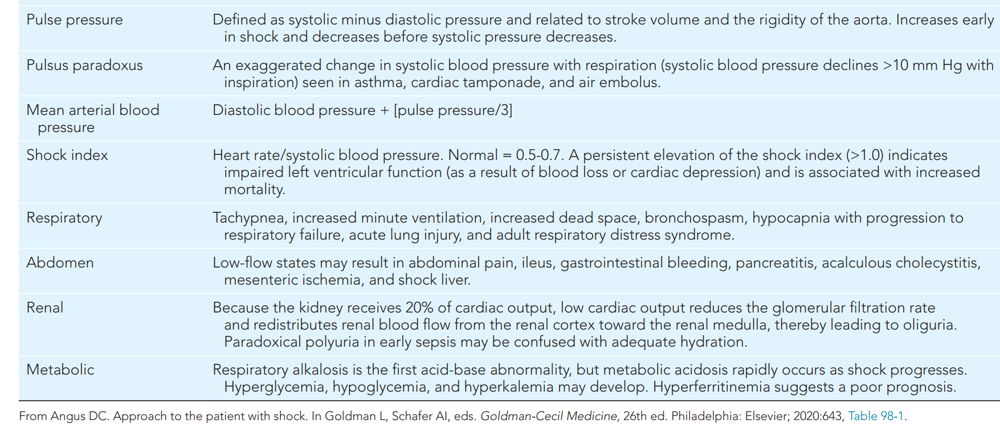 Pulse pressure
Defined as systolic minus diastolic pressure and related to stroke volume and the rigidity of the aorta. Increases early
in shock and decreases before systolic pressure decreases.
Pulsus paradoxus
An exaggerated change in systolic blood pressure with respiration (systolic blood pressure declines >10 mm Hg with
inspiration) seen in asthma, cardiac tamponade, and air embolus.
Mean arterial blood
pressure
Diastolic blood pressure + [pulse pressure/3]
Shock index
Heart rate/systolic blood pressure. Normal = 0.5-0.7. A persistent elevation of the shock index (>1.0) indicates
impaired left ventricular function (as a result of blood loss or cardiac depression) and is associated with increased
mortality.
Respiratory
Tachypnea, increased minute ventilation, increased dead space, bronchospasm, hypocapnia with progression to
respiratory failure, acute lung injury, and adult respiratory distress syndrome.
Abdomen
Low-flow states may result in abdominal pain, ileus, gastrointestinal bleeding, pancreatitis, acalculous cholecystitis,
mesenteric ischemia, and shock liver.
Renal
Because the kidney receives 20% of cardiac output, low cardiac output reduces the glomerular filtration rate
and redistributes renal blood flow from the renal cortex toward the renal medulla, thereby leading to oliguria.
Paradoxical polyuria in early sepsis may be confused with adequate hydration.
Metabolic
Respiratory alkalosis is the first acid-base abnormality, but metabolic acidosis rapidly occurs as shock progresses.
Hyperglycemia, hypoglycemia, and hyperkalemia may develop. Hyperferritinemia suggests a poor prognosis.
From Angus DC. Approach to the patient with shock. In Goldman L, Schafer AI, eds. Goldman-Cecil Medicine, 26th ed. Philadelphia: Elsevier; 2020:643, Table 98-1.